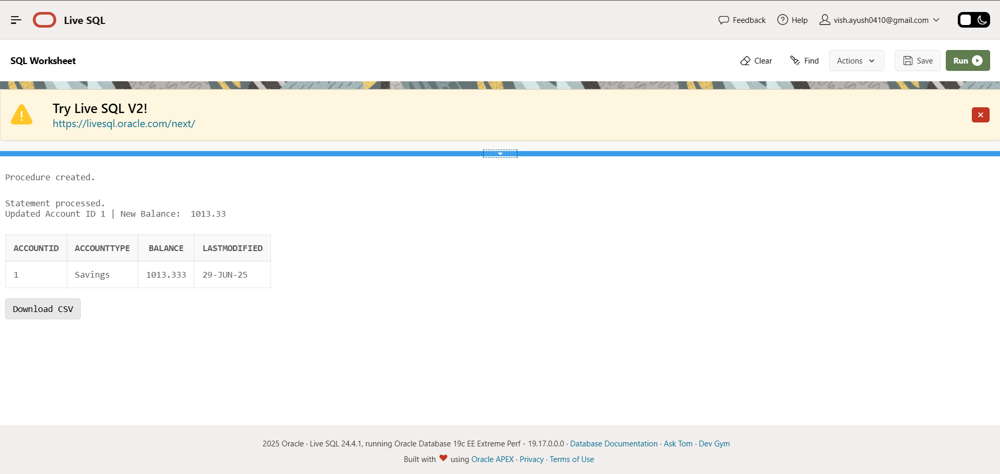 Live SQL
Feedback
Help
vish.ayush0410@gmail.com
SQL Worksheet
Clear
Find
Actions
Save
Run
Try Live SQL V2!
https://livesql.oracle.com/next/
Procedure created.
Statement processed.
Updated Account ID 1 | New Balance:  1013.33
ACCOUNTID ACCOUNTTYPE BALANCE LASTMODIFIED
1 Savings 1013.333 29-JUN-25
Download CSV
2025 Oracle · Live SQL 24.4.1, running Oracle Database 19c EE Extreme Perf - 19.17.0.0.0 · Database Documentation · Ask Tom · Dev Gym
Built with ❤ using Oracle APEX · Privacy · Terms of Use